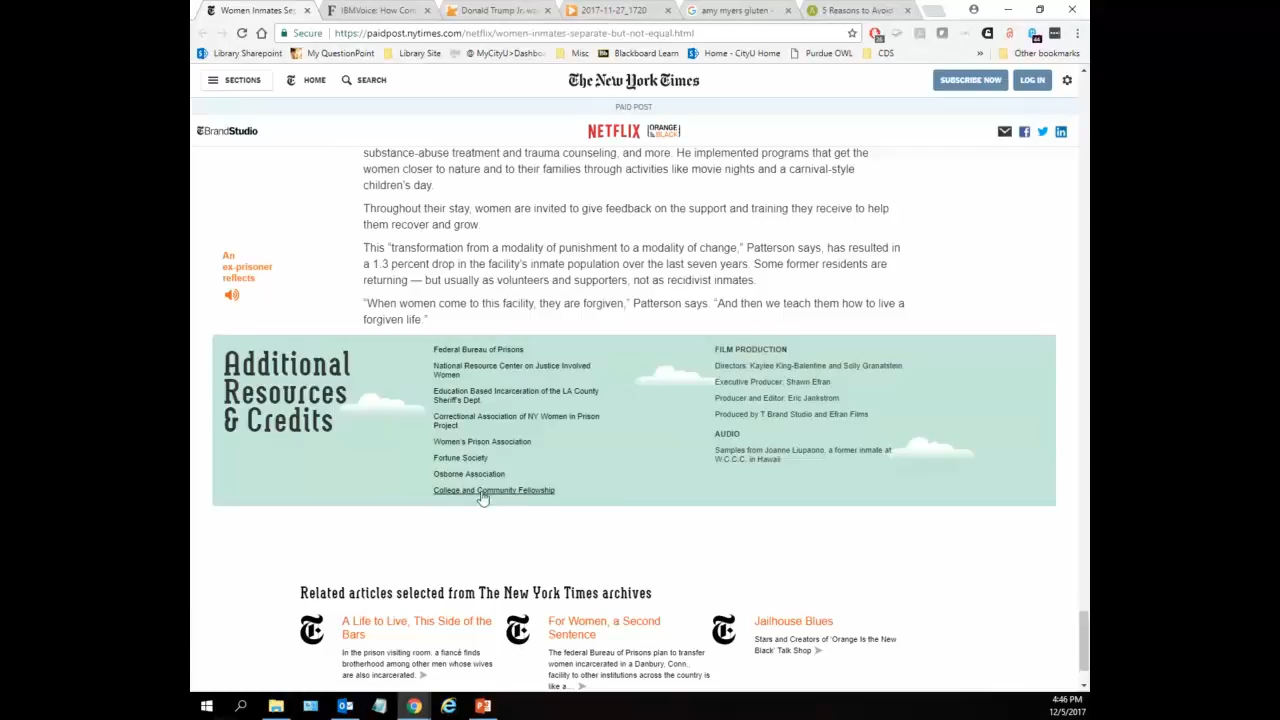 Women Inmates Se
IBMVoice: How Com
Donald Trump Jr. wa
2017-11-27_1720
amy myers gluten -
5 Reasons to Avoid
Secure
https://paidpost.nytimes.com/netflix/women-inmates-separate-but-not-equal.html
Library Sharepoint
My QuestionPoint
Library Site
@ MyCityU>Dashbo
Misc
Blackboard Learn
Home - CityU Home
Purdue OWL
CDS
»
Other bookmarks
SECTIONS
HOME
SEARCH
The New York Times
SUBSCRIBE NOW
LOG IN
PAID POST
TBrandStudio
NETFLIX
ORANGE IS BLACK
substance-abuse treatment and trauma counseling, and more. He implemented programs that get the
women closer to nature and to their families through activities like movie nights and a carnival-style
children's day.
Throughout their stay, women are invited to give feedback on the support and training they receive to help
them recover and grow.
This “transformation from a modality of punishment to a modality of change,” Patterson says, has resulted in
a 1.3 percent drop in the facility's inmate population over the last seven years. Some former residents are
returning — but usually as volunteers and supporters, not as recidivist inmates.
“When women come to this facility, they are forgiven,” Patterson says. “And then we teach them how to live a
forgiven life.”
An
ex-prisoner
reflects
Additional
Resources
& Credits
Federal Bureau of Prisons
National Resource Center on Justice Involved
Women
Education Based Incarceration of the LA County
Sheriff's Dept.
Correctional Association of NY Women in Prison
Project
Women's Prison Association
Fortune Society
Osborne Association
College and Community Fellowship
FILM PRODUCTION
Directors: Kaylee King-Balentine and Solly Granatstein
Executive Producer: Shawn Efran
Producer and Editor: Eric Jankstrom
Produced by T Brand Studio and Efran Films
AUDIO
Samples from Joanne Liupaono, a former inmate at
W.C.C.C. in Hawaii
Related articles selected from The New York Times archives
A Life to Live, This Side of the
Bars
In the prison visiting room, a fiancé finds
brotherhood among other men whose wives
are also incarcerated.
For Women, a Second
Sentence
The federal Bureau of Prisons plan to transfer
women incarcerated in a Danbury, Conn.,
facility to other institutions across the country is
like a...
Jailhouse Blues
Stars and Creators of 'Orange Is the New
Black' Talk Shop
4:46 PM
12/5/2017